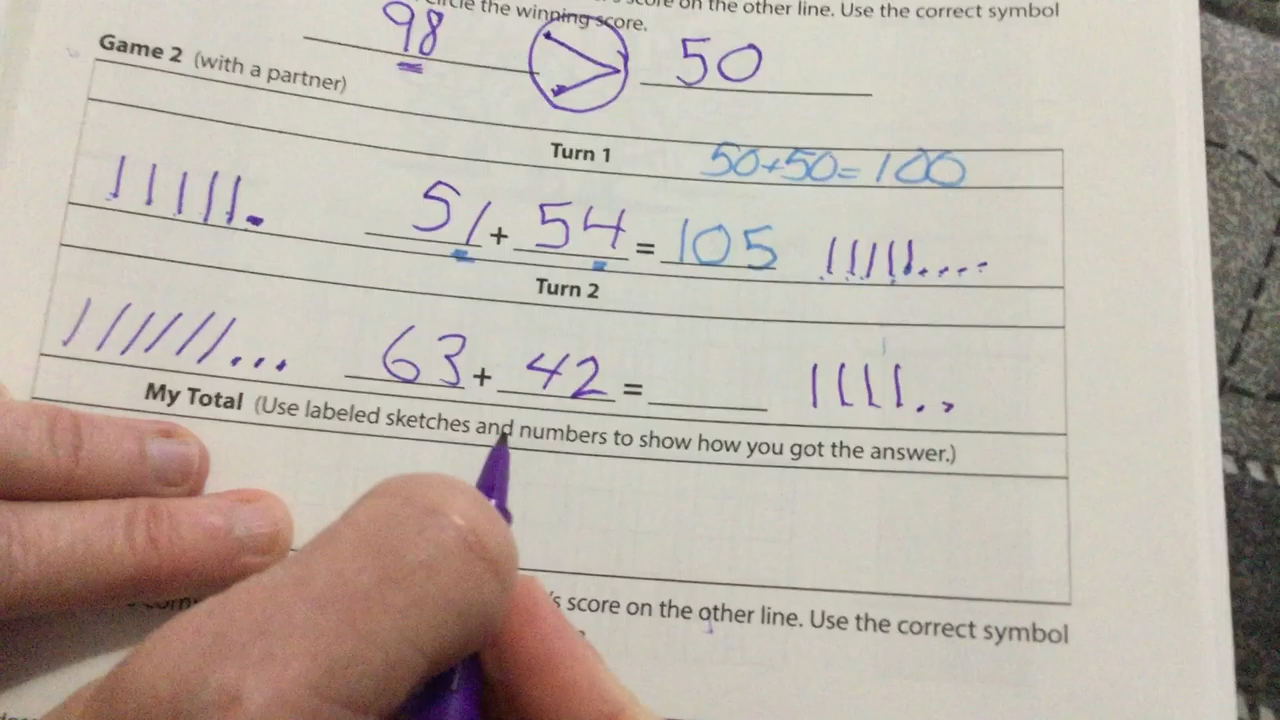 score on the other line. Use the correct symbol
the winning score.
98 > 50
Game 2 (with a partner)
Turn 1 50+50=100
51 + 54 = 105
Turn 2
63 + 42 =
My Total (Use labeled sketches and numbers to show how you got the answer.)
's score on the other line. Use the correct symbol